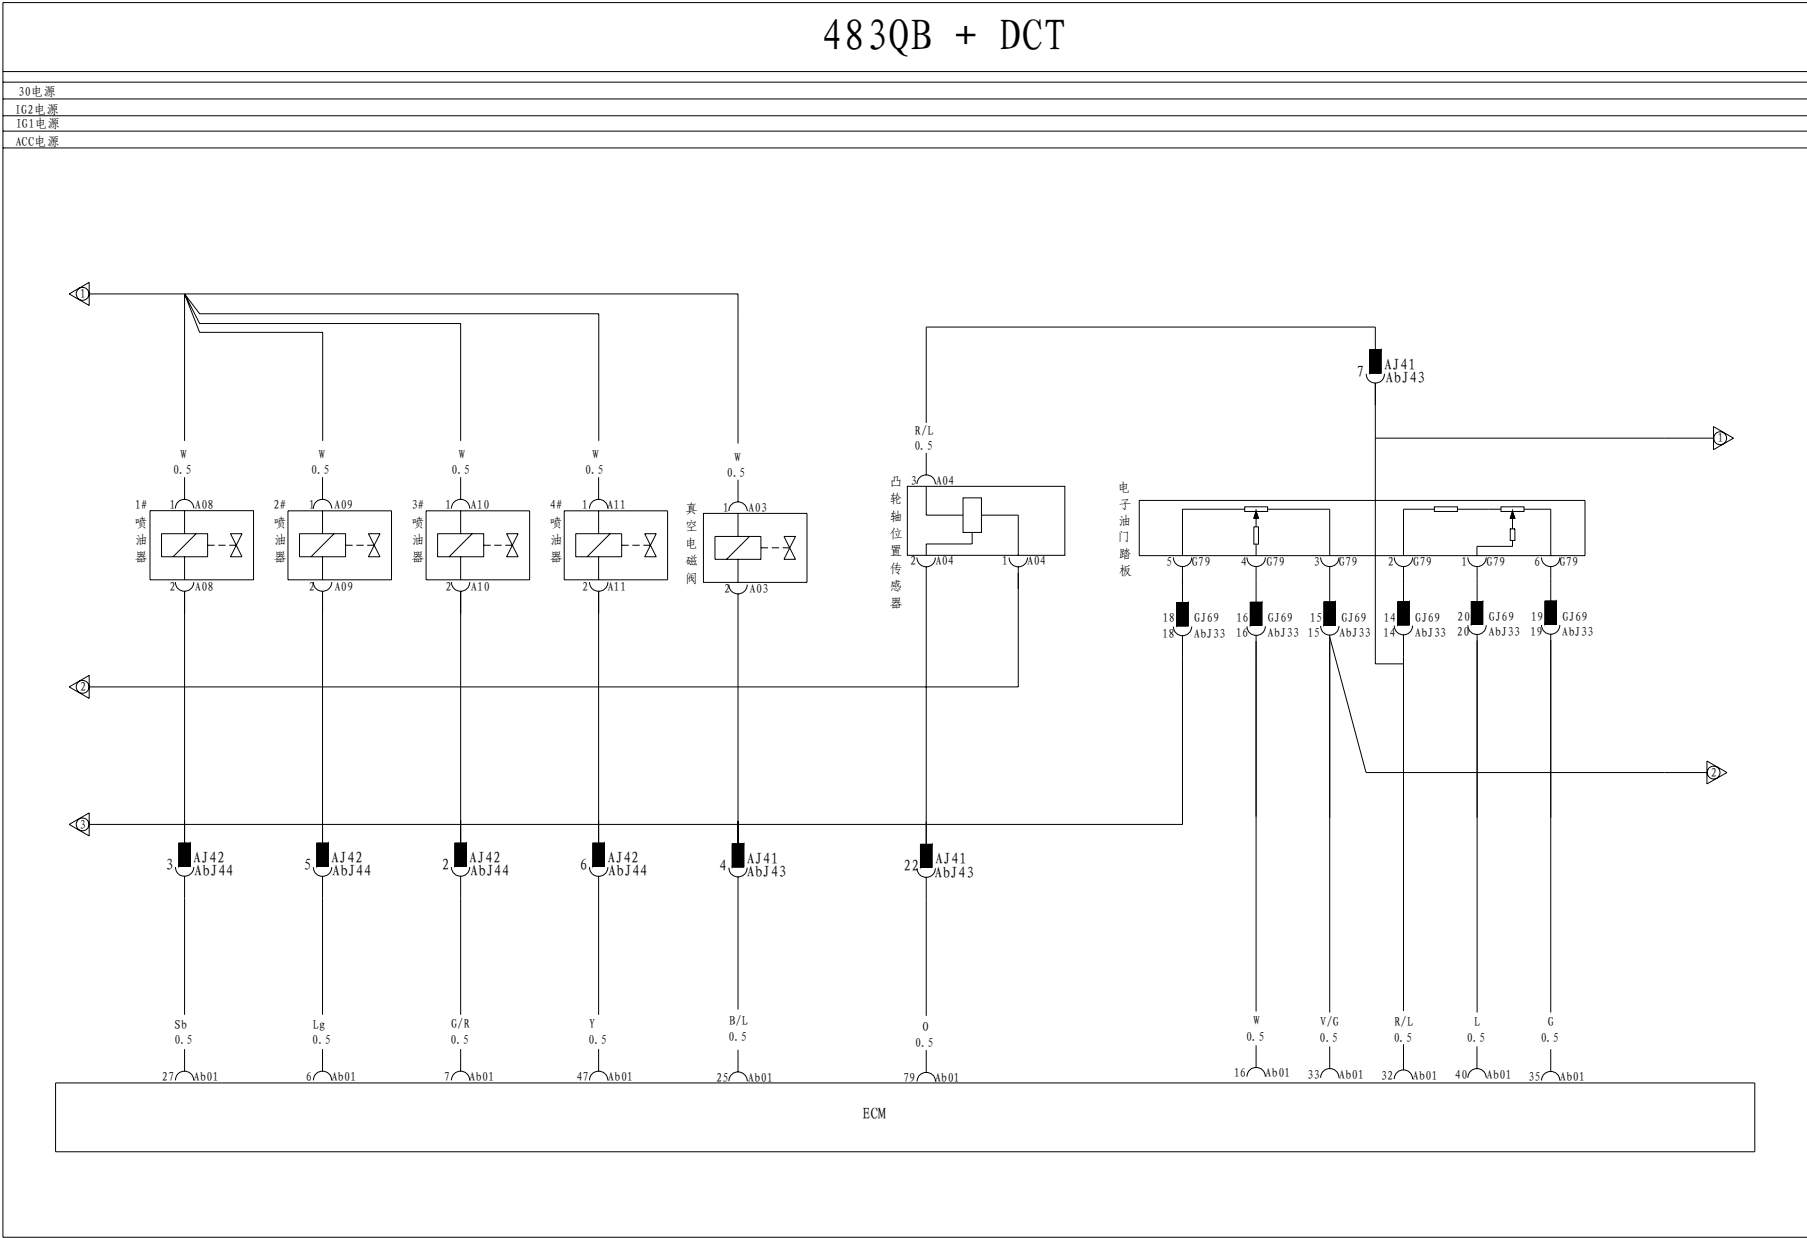 483QB + DCT
30电源
IG2电源
IG1电源
ACC电源
1
7
AJ41
AbJ43
1
R/L
0.5
W
0.5
W
0.5
W
0.5
W
0.5
W
0.5
1#喷油器
1 A08
2 A08
2#喷油器
1 A09
2 A09
3#喷油器
1 A10
2 A10
4#喷油器
1 A11
2 A11
真空电磁阀
1 A03
2 A03
凸轮轴位置传感器
3 A04
2 A04
1 A04
电子油门踏板
5 G79
4 G79
3 G79
2 G79
1 G79
6 G79
18 GJ69
18 AbJ33
16 GJ69
16 AbJ33
15 GJ69
15 AbJ33
14 GJ69
14 AbJ33
20 GJ69
20 AbJ33
19 GJ69
19 AbJ33
2
2
3
3 AJ42
AbJ44
5 AJ42
AbJ44
2 AJ42
AbJ44
6 AJ42
AbJ44
4 AJ41
AbJ43
22 AJ41
AbJ43
Sb
0.5
Lg
0.5
G/R
0.5
Y
0.5
B/L
0.5
O
0.5
W
0.5
V/G
0.5
R/L
0.5
L
0.5
G
0.5
27 Ab01
6 Ab01
7 Ab01
47 Ab01
25 Ab01
79 Ab01
16 Ab01
33 Ab01
32 Ab01
40 Ab01
35 Ab01
ECM